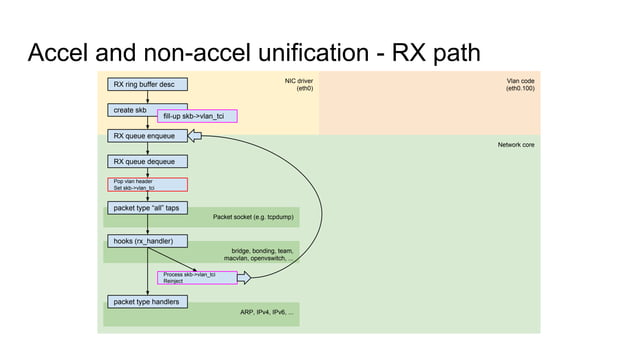 Accel and non-accel unification - RX path
RX ring buffer desc
NIC driver
(eth0)
Vlan code
(eth0.100)
create skb
fill-up skb->vlan_tci
RX queue enqueue
Network core
RX queue dequeue
Pop vlan header
Set skb->vlan_tci
packet type “all” taps
Packet socket (e.g. tcpdump)
hooks (rx_handler)
bridge, bonding, team,
macvlan, openvswitch, ...
Process skb->vlan_tci
Reinject
packet type handlers
ARP, IPv4, IPv6, ...